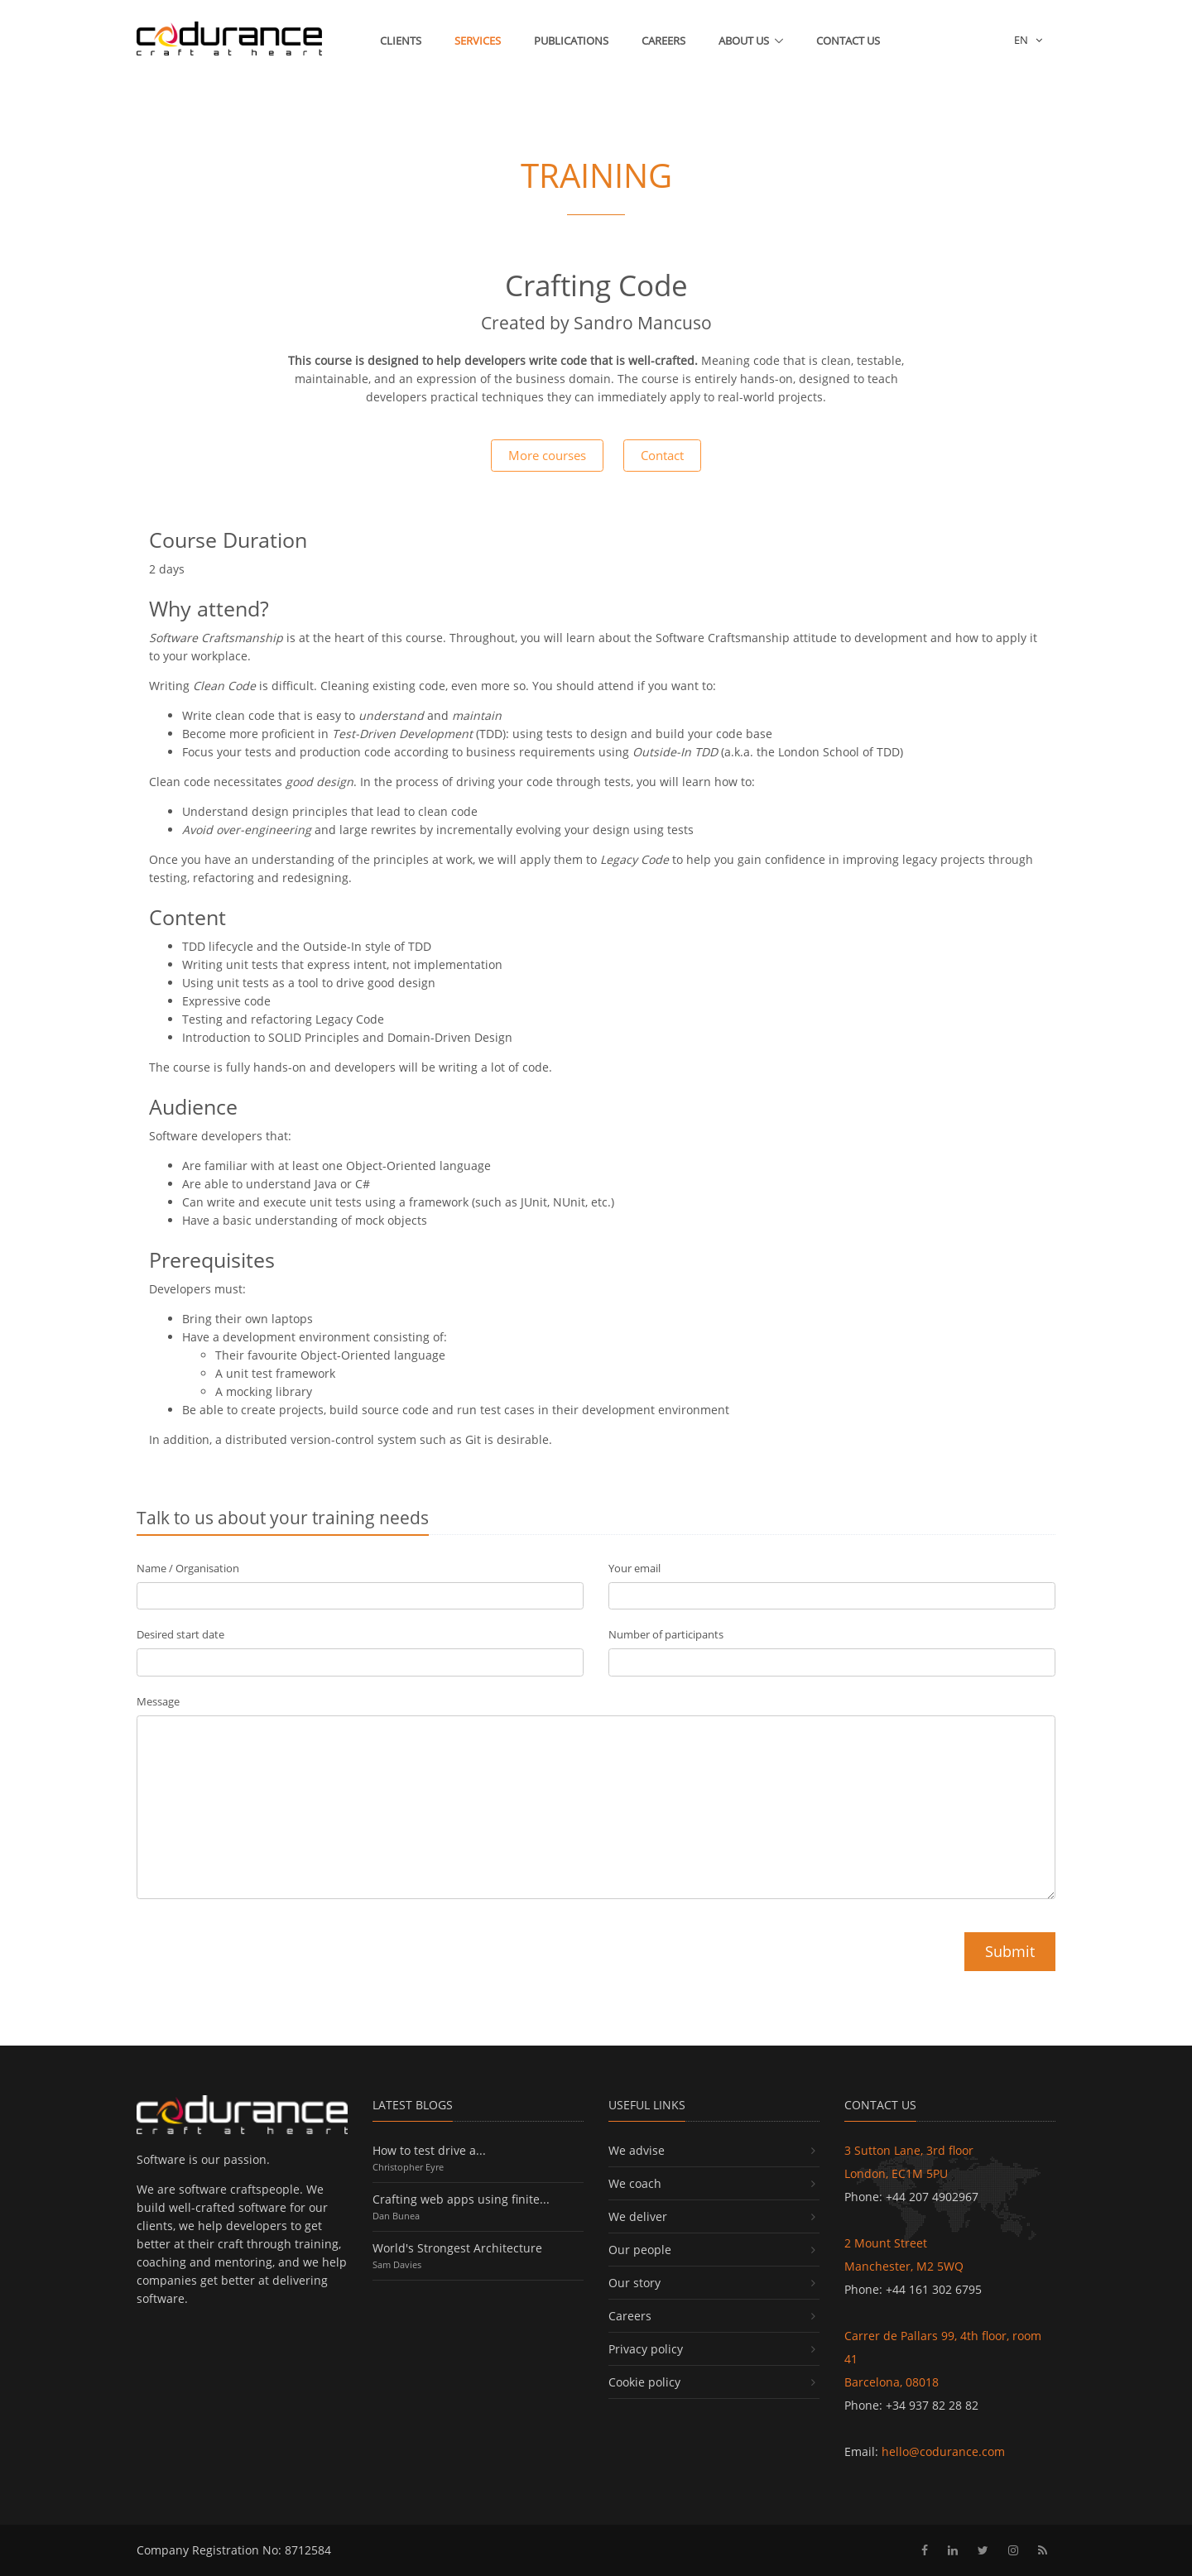 codurance
craft at heart
CLIENTS
SERVICES
PUBLICATIONS
CAREERS
ABOUT US
CONTACT US
EN
TRAINING
Crafting Code
Created by Sandro Mancuso
This course is designed to help developers write code that is well-crafted. Meaning code that is clean, testable,
maintainable, and an expression of the business domain. The course is entirely hands-on, designed to teach
developers practical techniques they can immediately apply to real-world projects.
More courses
Contact
Course Duration
2 days
Why attend?
Software Craftsmanship is at the heart of this course. Throughout, you will learn about the Software Craftsmanship attitude to development and how to apply it
to your workplace.
Writing Clean Code is difficult. Cleaning existing code, even more so. You should attend if you want to:
Write clean code that is easy to understand and maintain
Become more proficient in Test-Driven Development (TDD): using tests to design and build your code base
Focus your tests and production code according to business requirements using Outside-In TDD (a.k.a. the London School of TDD)
Clean code necessitates good design. In the process of driving your code through tests, you will learn how to:
Understand design principles that lead to clean code
Avoid over-engineering and large rewrites by incrementally evolving your design using tests
Once you have an understanding of the principles at work, we will apply them to Legacy Code to help you gain confidence in improving legacy projects through
testing, refactoring and redesigning.
Content
TDD lifecycle and the Outside-In style of TDD
Writing unit tests that express intent, not implementation
Using unit tests as a tool to drive good design
Expressive code
Testing and refactoring Legacy Code
Introduction to SOLID Principles and Domain-Driven Design
The course is fully hands-on and developers will be writing a lot of code.
Audience
Software developers that:
Are familiar with at least one Object-Oriented language
Are able to understand Java or C#
Can write and execute unit tests using a framework (such as JUnit, NUnit, etc.)
Have a basic understanding of mock objects
Prerequisites
Developers must:
Bring their own laptops
Have a development environment consisting of:
Their favourite Object-Oriented language
A unit test framework
A mocking library
Be able to create projects, build source code and run test cases in their development environment
In addition, a distributed version-control system such as Git is desirable.
Talk to us about your training needs
Name / Organisation
Your email
Desired start date
Number of participants
Message
Submit
codurance
craft at heart
Software is our passion.
We are software craftspeople. We
build well-crafted software for our
clients, we help developers to get
better at their craft through training,
coaching and mentoring, and we help
companies get better at delivering
software.
LATEST BLOGS
How to test drive a...
Christopher Eyre
Crafting web apps using finite...
Dan Bunea
World's Strongest Architecture
Sam Davies
USEFUL LINKS
We advise
We coach
We deliver
Our people
Our story
Careers
Privacy policy
Cookie policy
CONTACT US
3 Sutton Lane, 3rd floor
London, EC1M 5PU
Phone: +44 207 4902967
2 Mount Street
Manchester, M2 5WQ
Phone: +44 161 302 6795
Carrer de Pallars 99, 4th floor, room
41
Barcelona, 08018
Phone: +34 937 82 28 82
Email: hello@codurance.com
Company Registration No: 8712584